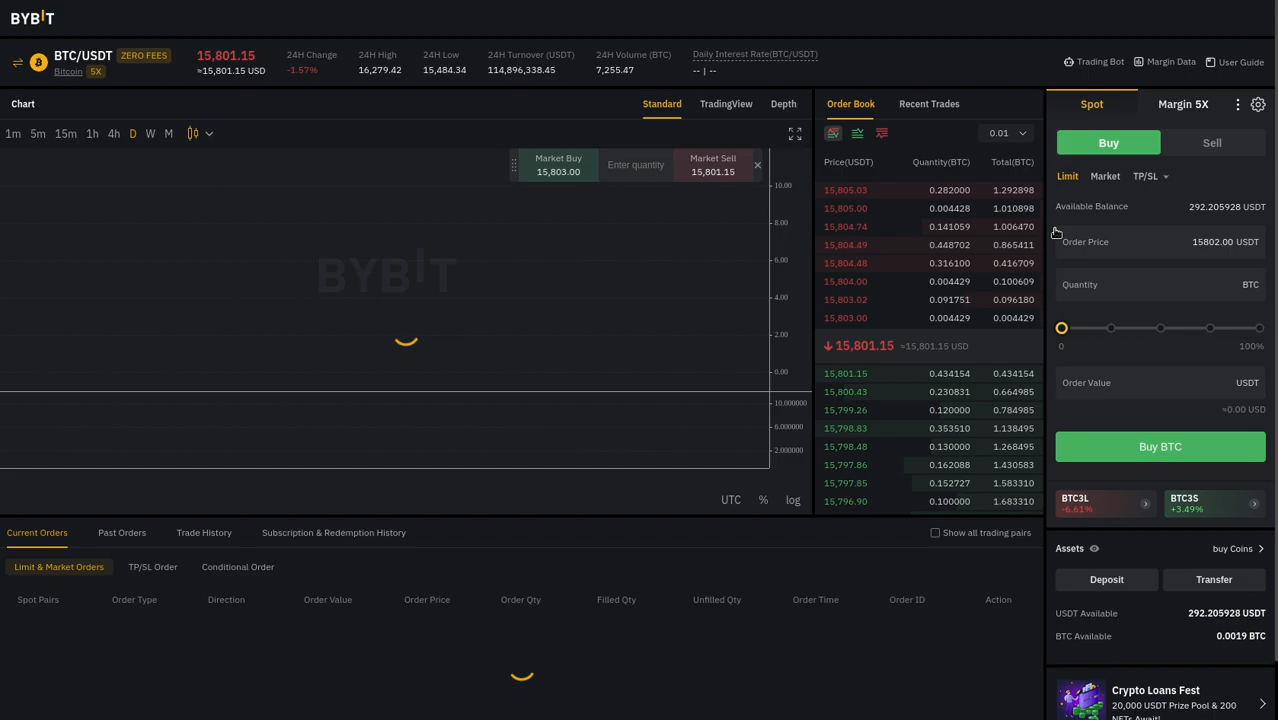 BYBIT
BTC/USDT ZERO FEES
Bitcoin 5X
15,801.15
≈15,801.15 USD
24H Change
-1.57%
24H High
16,279.42
24H Low
15,484.34
24H Turnover (USDT)
114,896,338.45
24H Volume (BTC)
7,255.47
Daily Interest Rate(BTC/USDT)
-- | --
Trading Bot
Margin Data
User Guide
Chart
Standard TradingView Depth
1m 5m 15m 1h 4h D W M
Market Buy
15,803.00
Enter quantity
Market Sell
15,801.15
BYBIT
10.00
8.00
6.00
4.00
2.00
0.00
10.000000
6.000000
2.000000
UTC % log
Order Book Recent Trades
0.01
Price(USDT) Quantity(BTC) Total(BTC)
15,805.03 0.282000 1.292898
15,805.00 0.004428 1.010898
15,804.74 0.141059 1.006470
15,804.49 0.448702 0.865411
15,804.48 0.316100 0.416709
15,804.00 0.004429 0.100609
15,803.02 0.091751 0.096180
15,803.00 0.004429 0.004429
15,801.15 ≈15,801.15 USD
15,801.15 0.434154 0.434154
15,800.43 0.230831 0.664985
15,799.26 0.120000 0.784985
15,798.83 0.353510 1.138495
15,798.48 0.130000 1.268495
15,797.86 0.162088 1.430583
15,797.85 0.152727 1.583310
15,796.90 0.100000 1.683310
Spot Margin 5X
Buy Sell
Limit Market TP/SL
Available Balance 292.205928 USDT
Order Price 15802.00 USDT
Quantity BTC
0 100%
Order Value USDT
≈0.00 USD
Buy BTC
BTC3L
-6.61%
BTC3S
+3.49%
Assets buy Coins
Deposit Transfer
USDT Available 292.205928 USDT
BTC Available 0.0019 BTC
Crypto Loans Fest
20,000 USDT Prize Pool & 200
NFTs Await!
Current Orders Past Orders Trade History Subscription & Redemption History
Show all trading pairs
Limit & Market Orders TP/SL Order Conditional Order
Spot Pairs Order Type Direction Order Value Order Price Order Qty Filled Qty Unfilled Qty Order Time Order ID Action